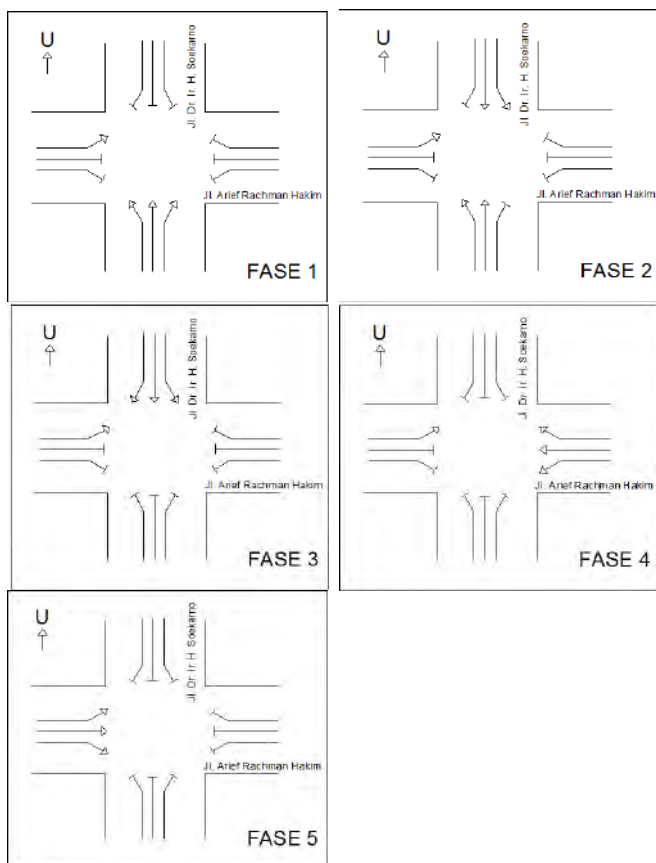 U
Jl. Dr. Ir. H. Soekarno
Jl. Arief Rachman Hakim
FASE 1
U
Jl. Dr. Ir. H. Soekarno
Jl. Arief Rachman Hakim
FASE 2
U
Jl. Dr. Ir. H. Soekarno
Jl. Arief Rachman Hakim
FASE 3
U
Jl. Dr. Ir. H. Soekarno
Jl. Arief Rachman Hakim
FASE 4
U
Jl. Dr. Ir. H. Soekarno
Jl. Arief Rachman Hakim
FASE 5